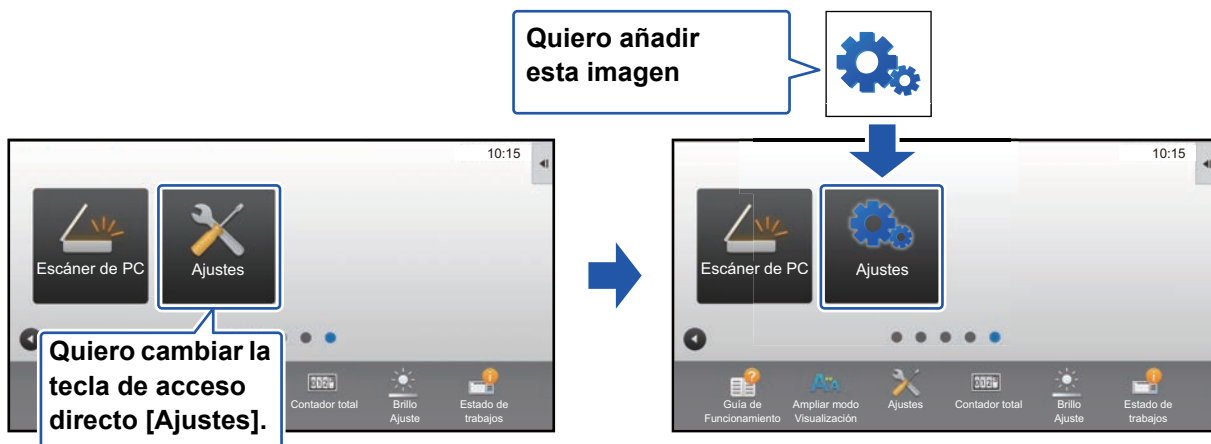 Quiero añadir
esta imagen
10:15
Escáner de PC
Ajustes
Quiero cambiar la
tecla de acceso
directo [Ajustes].
Contador total
Brillo
Ajuste
Estado de
trabajos
10:15
Escáner de PC
Ajustes
Guía de
Funcionamiento
Ampliar modo
Visualización
Ajustes
Contador total
Brillo
Ajuste
Estado de
trabajos